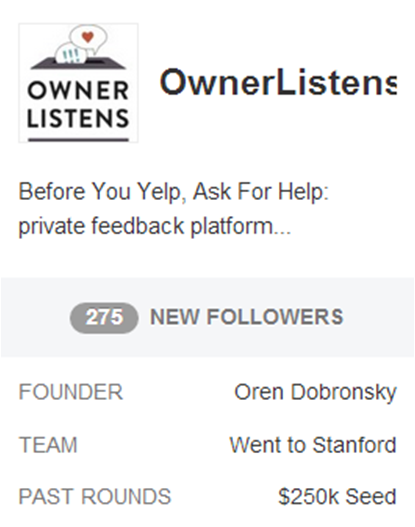 OWNER
LISTENS
OwnerListens
Before You Yelp, Ask For Help:
private feedback platform...
275 NEW FOLLOWERS
FOUNDER Oren Dobronsky
TEAM Went to Stanford
PAST ROUNDS $250k Seed